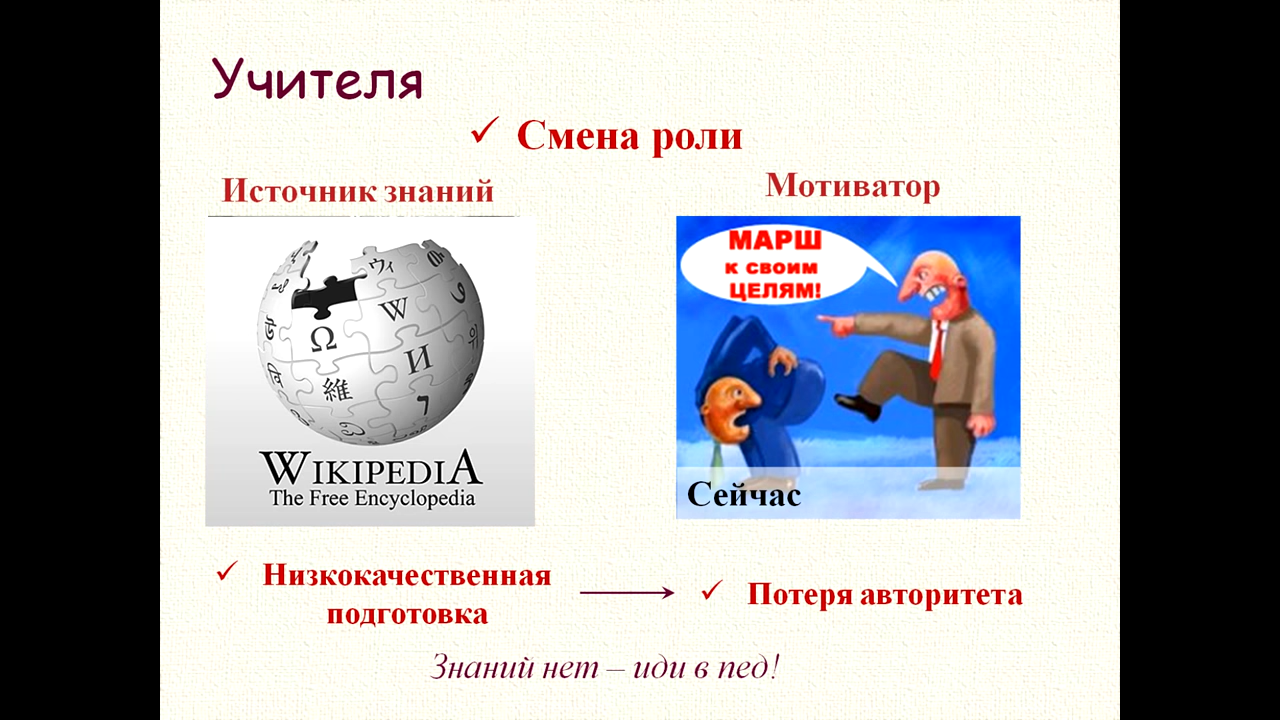 Учителя
✓ Смена роли
Источник знаний
Мотиватор
Ω
W
И
維
WIKIPEDIA
The Free Encyclopedia
МАРШ
К СВОИМ
ЦЕЛЯМ!
Сейчас
✓ Низкокачественная
подготовка
✓ Потеря авторитета
Знаний нет – иди в пед!